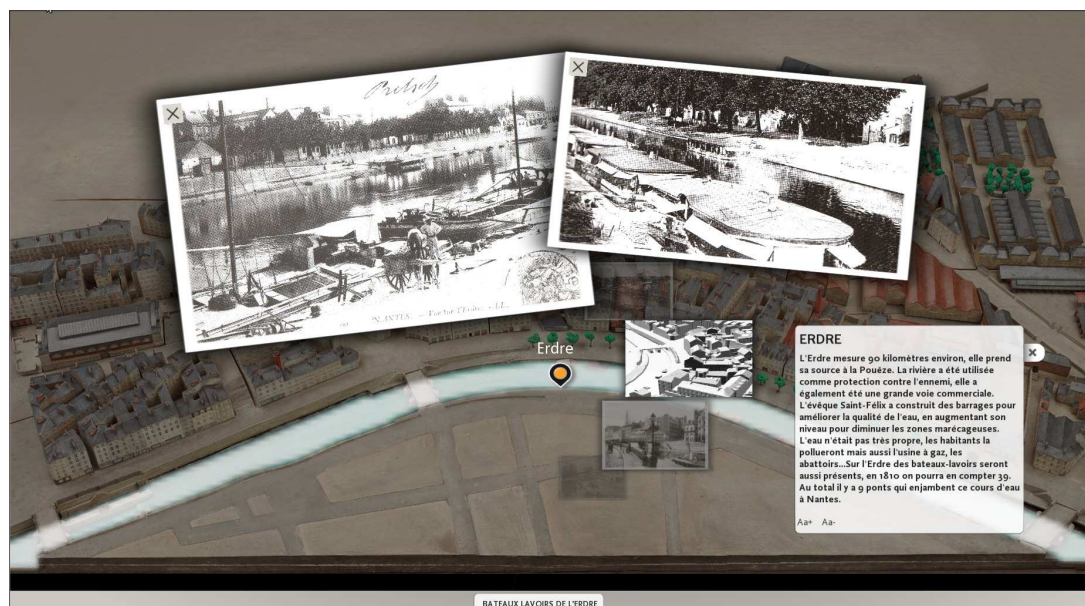 NANTES. — Vue sur l'Erdre. — LL.
Erdre
ERDRE
L'Erdre mesure 90 kilomètres environ, elle prend
sa source à la Pouëze. La rivière a été utilisée
comme protection contre l'ennemi, elle a
également été une grande voie commerciale.
L'évêque Saint-Félix a construit des barrages pour
améliorer la qualité de l'eau, en augmentant son
niveau pour diminuer les zones marécageuses.
L'eau n'était pas très propre, les habitants la
pollueront mais aussi l'usine à gaz, les
abattoirs...Sur l'Erdre des bateaux-lavoirs seront
aussi présents, en 1810 on pourra en compter 39.
Au total il y a 9 ponts qui enjambent ce cours d'eau
à Nantes.
Aa+ Aa-
BATEAUX LAVOIRS DE L'ERDRE